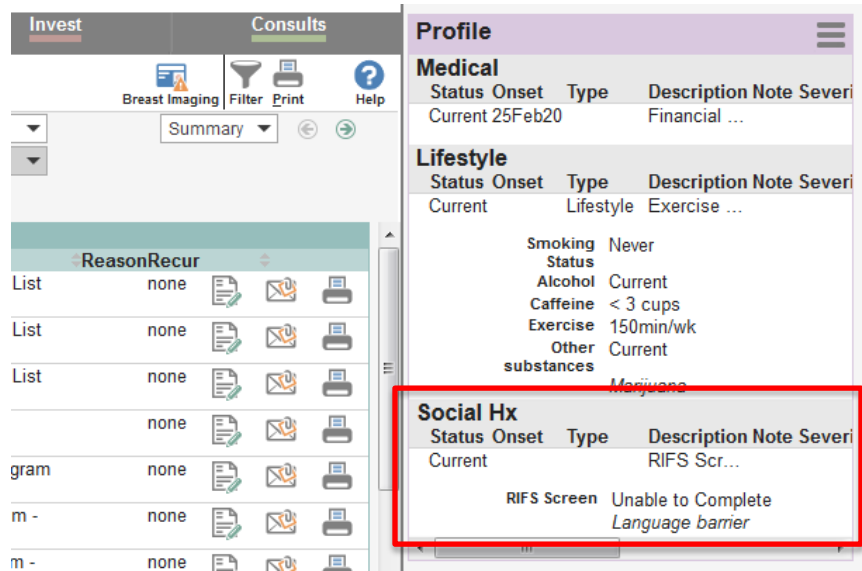 Invest Consults
Breast Imaging Filter Print Help
Summary
ReasonRecur
List none
List none
List none
none
gram none
m - none
m - none
Profile
Medical
Status Onset Type Description Note Severi
Current 25Feb20 Financial ...
Lifestyle
Status Onset Type Description Note Severi
Current Lifestyle Exercise ...
Smoking Never
Status
Alcohol Current
Caffeine < 3 cups
Exercise 150min/wk
Other Current
substances
Marijuana
Social Hx
Status Onset Type Description Note Severi
Current RIFS Scr...
RIFS Screen Unable to Complete
Language barrier